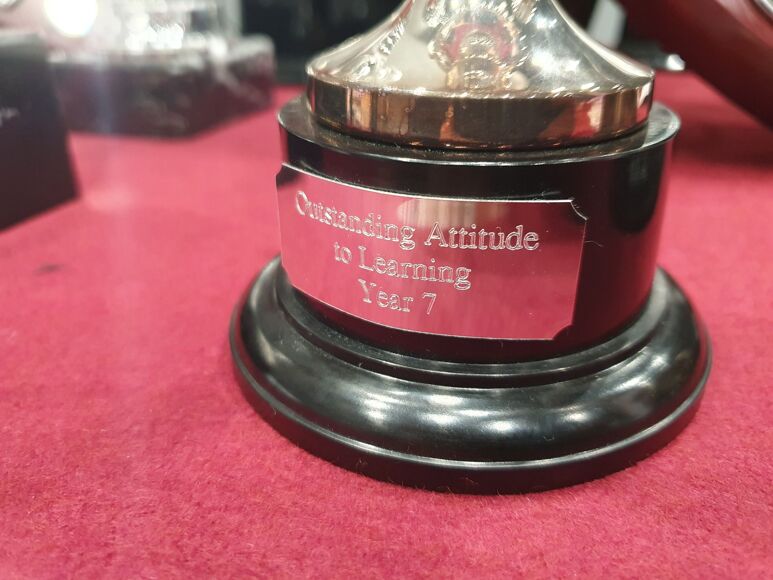 Outstanding Attitude
to Learning
Year 7